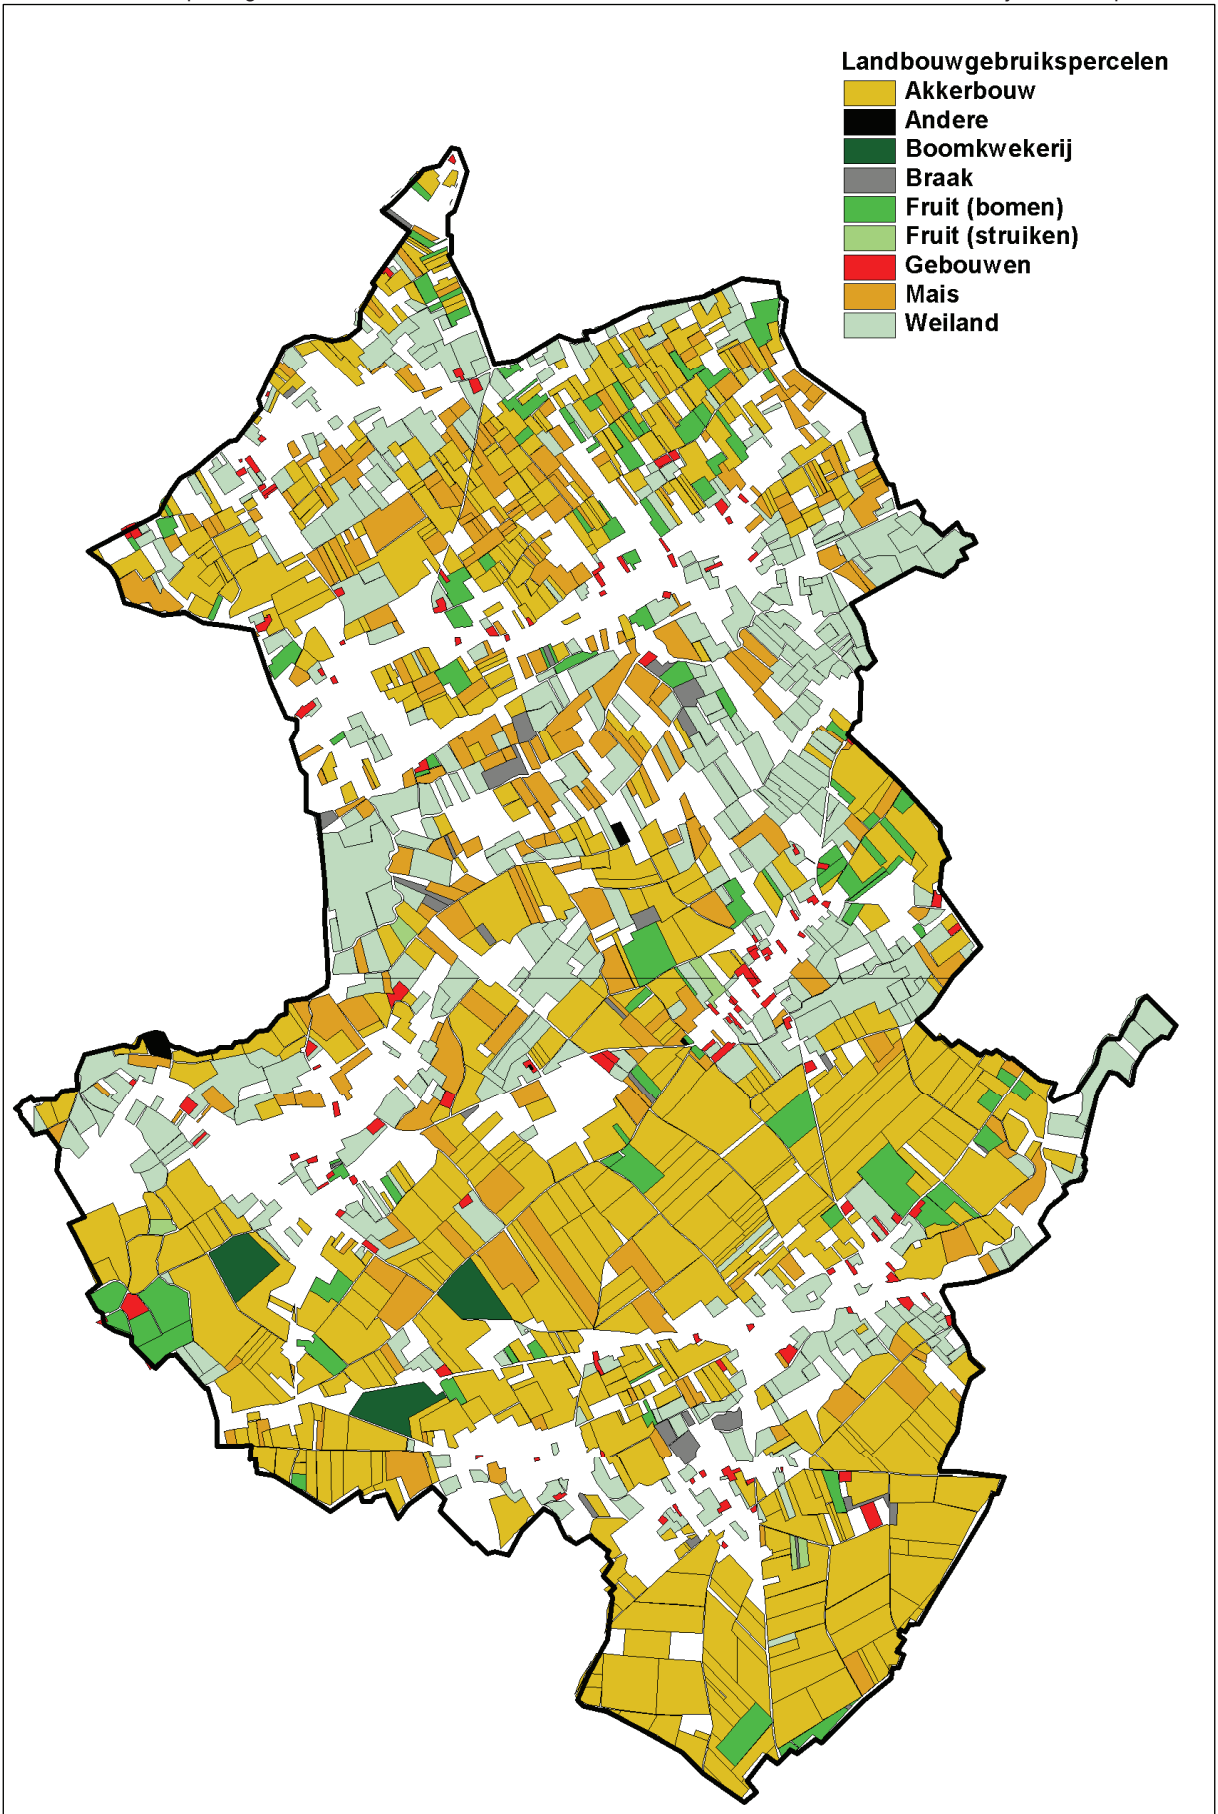 Landbouwgebruikspercelen
Akkerbouw
Andere
Boomkwekerij
Braak
Fruit (bomen)
Fruit (struiken)
Gebouwen
Mais
Weiland